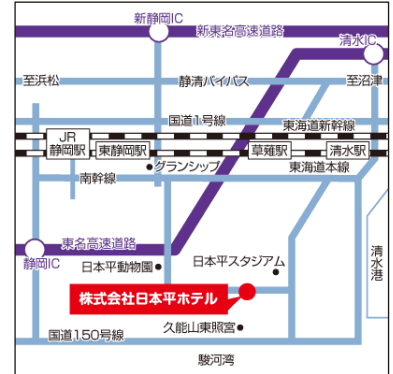 新静岡IC
新東名高速道路
清水IC
至浜松
静清バイパス
至沼津
国道1号線
東海道新幹線
JR
静岡駅
東静岡駅
草薙駅
清水駅
グランシップ
東海道本線
南幹線
東名高速道路
静岡IC
日本平動物園
日本平スタジアム
清水港
株式会社日本平ホテル
国道150号線
久能山東照宮
駿河湾